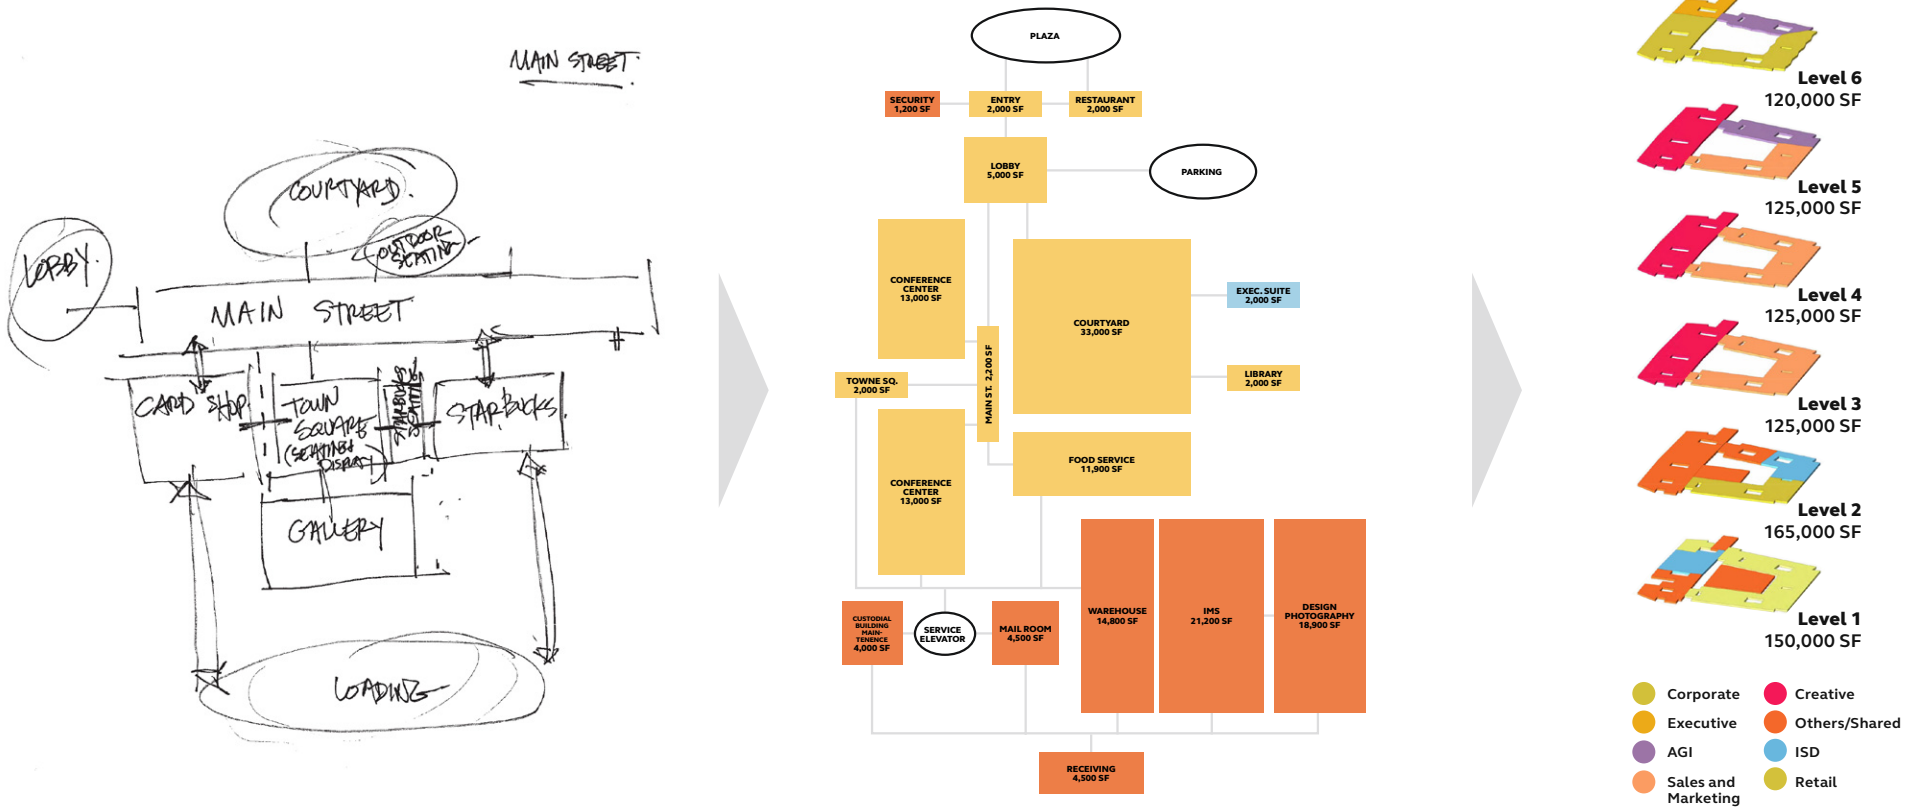 MAIN STREET.
COURTYARD.
OUTDOOR
SEATING
LOBBY.
MAIN STREET
CARD SHOP
TOWN
SQUARE
(SEATING+
DISPLAY)
STARBUCKS
SEATING
STARBUCKS.
GALLERY
LOADING
PLAZA
SECURITY
1,200 SF
ENTRY
2,000 SF
RESTAURANT
2,000 SF
LOBBY
5,000 SF
PARKING
CONFERENCE
CENTER
13,000 SF
COURTYARD
33,000 SF
EXEC. SUITE
2,000 SF
MAIN ST. 2,200 SF
TOWNE SQ.
2,000 SF
LIBRARY
2,000 SF
CONFERENCE
CENTER
13,000 SF
FOOD SERVICE
11,900 SF
CUSTODIAL
BUILDING
MAIN-
TENENCE
4,000 SF
SERVICE
ELEVATOR
MAIL ROOM
4,500 SF
WAREHOUSE
14,800 SF
IMS
21,200 SF
DESIGN
PHOTOGRAPHY
18,900 SF
RECEIVING
4,500 SF
Level 6
120,000 SF
Level 5
125,000 SF
Level 4
125,000 SF
Level 3
125,000 SF
Level 2
165,000 SF
Level 1
150,000 SF
Corporate
Executive
AGI
Sales and
Marketing
Creative
Others/Shared
ISD
Retail